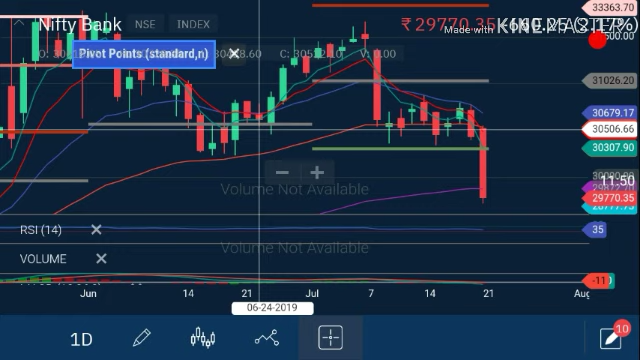 Nifty Bank NSE INDEX ₹ 29770.35
Made with KINEMASTER
33363.70
Pivot Points (standard,n) ✕
31026.20
30679.17
30506.66
30307.90
11:50
29770.35
Volume Not Available
Volume Not Available
RSI (14) ✕
35
VOLUME ✕
-11
Jun 14 21 Jul 7 14 21 Aug
06-24-2019
1D
10